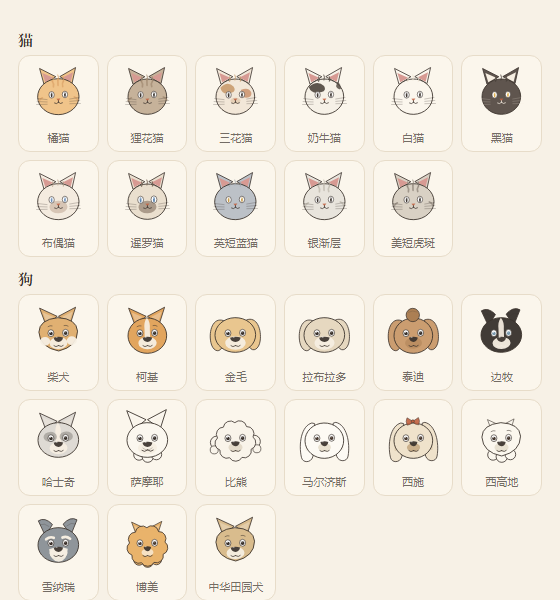 猫
橘猫
狸花猫
三花猫
奶牛猫
白猫
黑猫
布偶猫
暹罗猫
英短蓝猫
银渐层
美短虎斑
狗
柴犬
柯基
金毛
拉布拉多
泰迪
边牧
哈士奇
萨摩耶
比熊
马尔济斯
西施
西高地
雪纳瑞
博美
中华田园犬